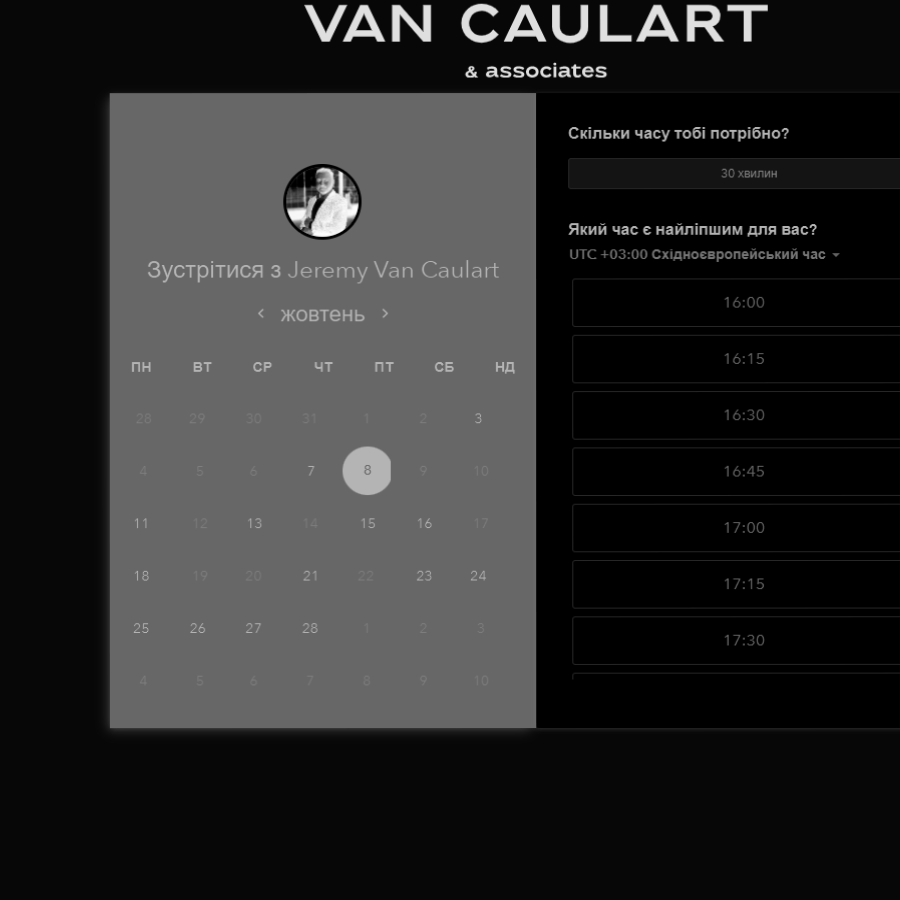 VAN CAULART
& associates
Зустрітися з Jeremy Van Caulart
жовтень
ПН ВТ СР ЧТ ПТ СБ НД
28 29 30 31 1 2 3
4 5 6 7 8 9 10
11 12 13 14 15 16 17
18 19 20 21 22 23 24
25 26 27 28 1 2 3
4 5 6 7 8 9 10
Скільки часу тобі потрібно?
30 хвилин
Який час є найліпшим для вас?
UTC +03:00 Східноєвропейський час
16:00
16:15
16:30
16:45
17:00
17:15
17:30